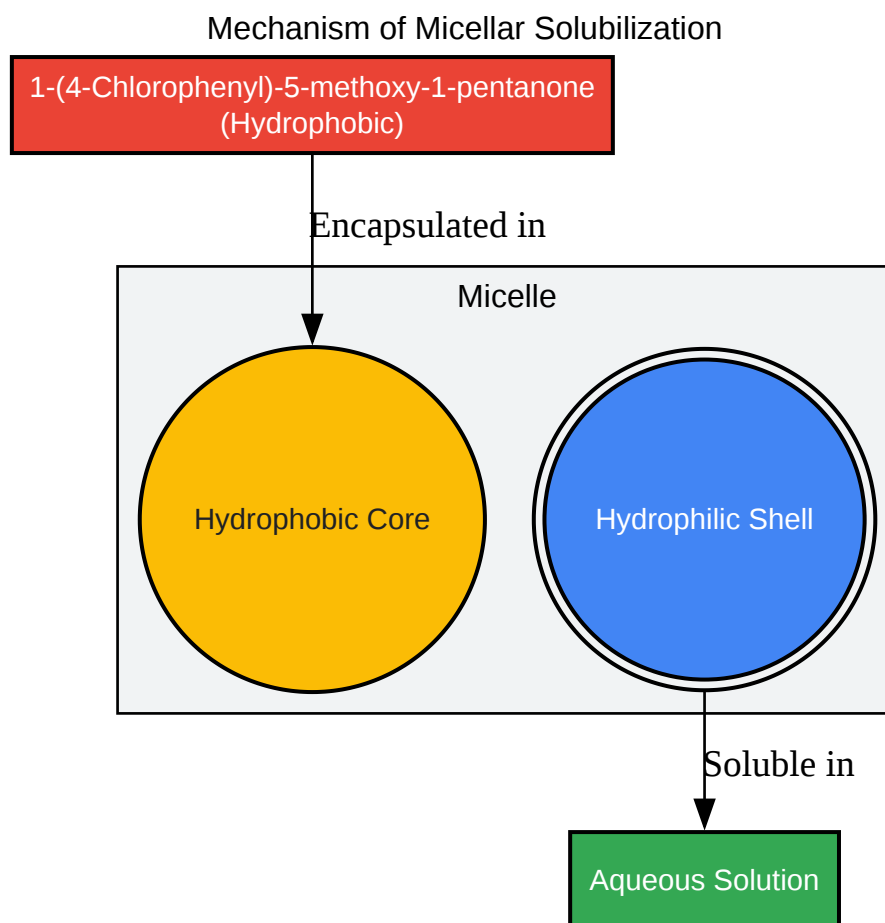 Mechanism of Micellar Solubilization
1-(4-Chlorophenyl)-5-methoxy-1-pentanone
(Hydrophobic)
Encapsulated in
Micelle
Hydrophobic Core
Hydrophilic Shell
Soluble in
Aqueous Solution